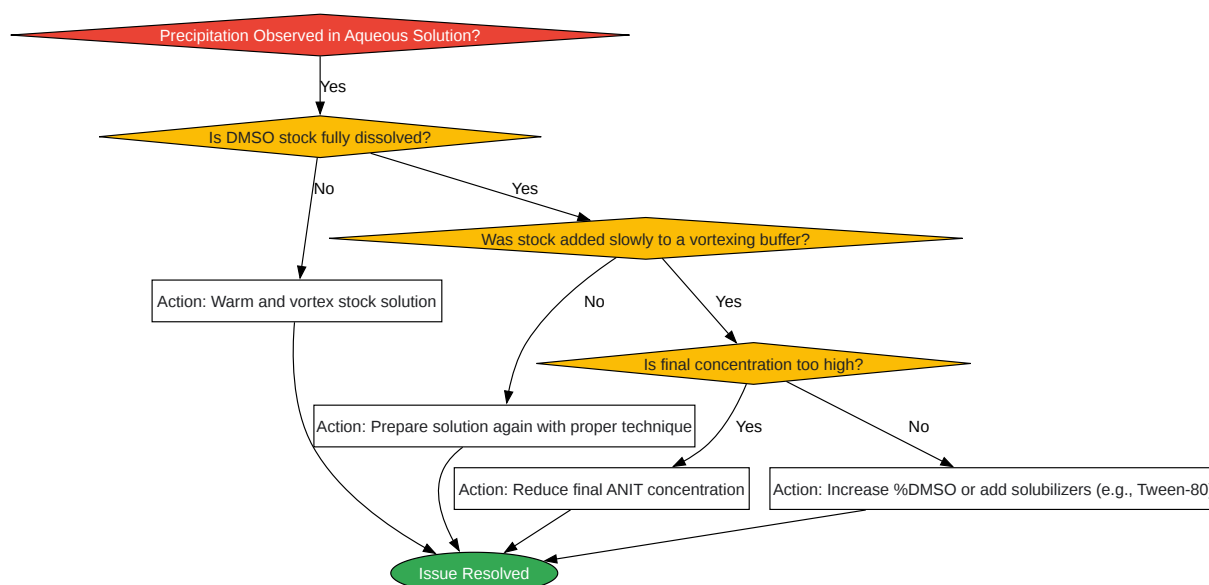 Precipitation Observed in Aqueous Solution?
Yes
Is DMSO stock fully dissolved?
No
Yes
Was stock added slowly to a vortexing buffer?
Action: Warm and vortex stock solution
No
Yes
Is final concentration too high?
Action: Prepare solution again with proper technique
Yes
No
Action: Reduce final ANIT concentration
Action: Increase %DMSO or add solubilizers (e.g., Tween-80)
Issue Resolved